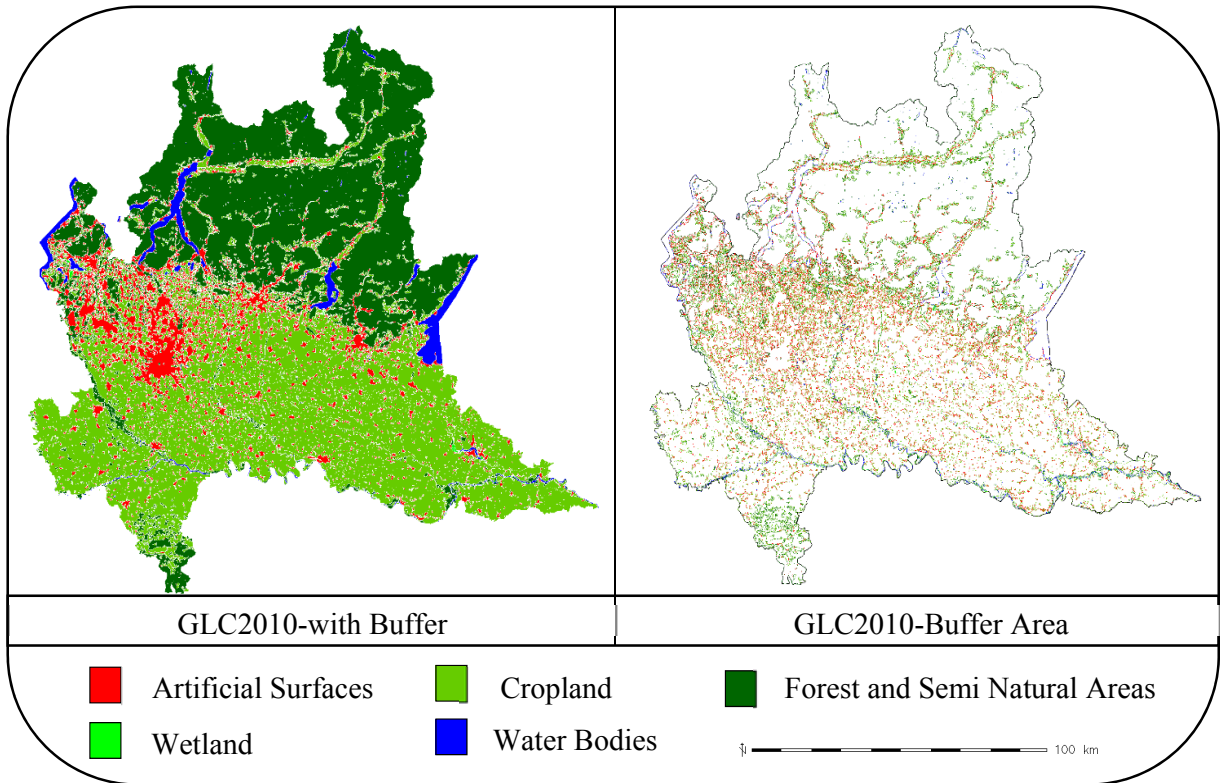 GLC2010-with Buffer
GLC2010-Buffer Area
Artificial Surfaces
Cropland
Forest and Semi Natural Areas
Wetland
Water Bodies
100 km